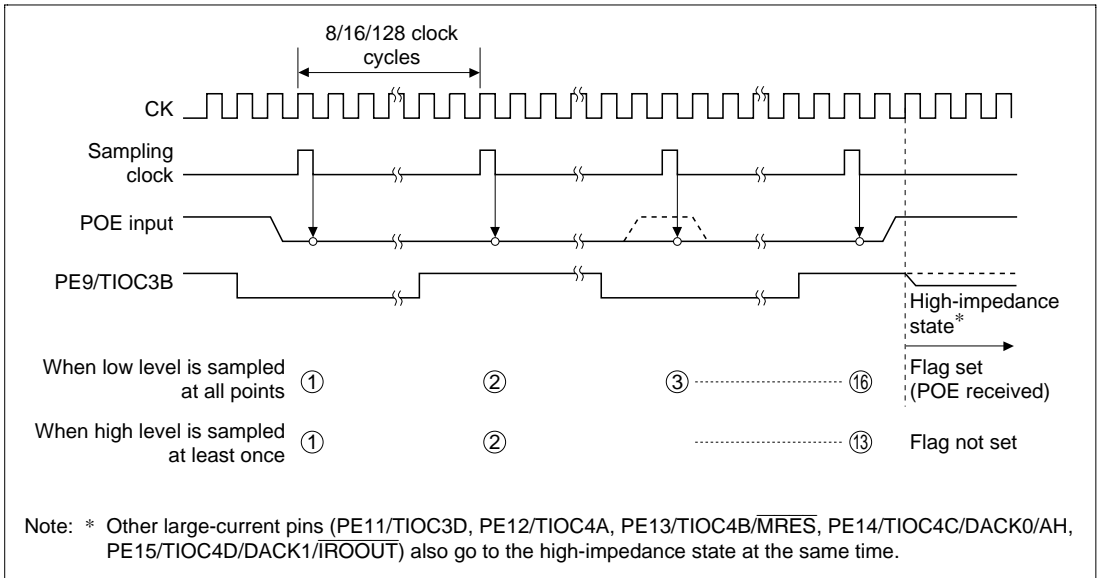 8/16/128 clock
cycles
CK
Sampling
clock
POE input
PE9/TIOC3B
High-impedance
state*
When low level is sampled
at all points
① ② ③ ⑯
Flag set
(POE received)
When high level is sampled
at least once
① ② ⑬
Flag not set
Note: * Other large-current pins (PE11/TIOC3D, PE12/TIOC4A, PE13/TIOC4B/MRES, PE14/TIOC4C/DACK0/AH,
PE15/TIOC4D/DACK1/IROOUT) also go to the high-impedance state at the same time.